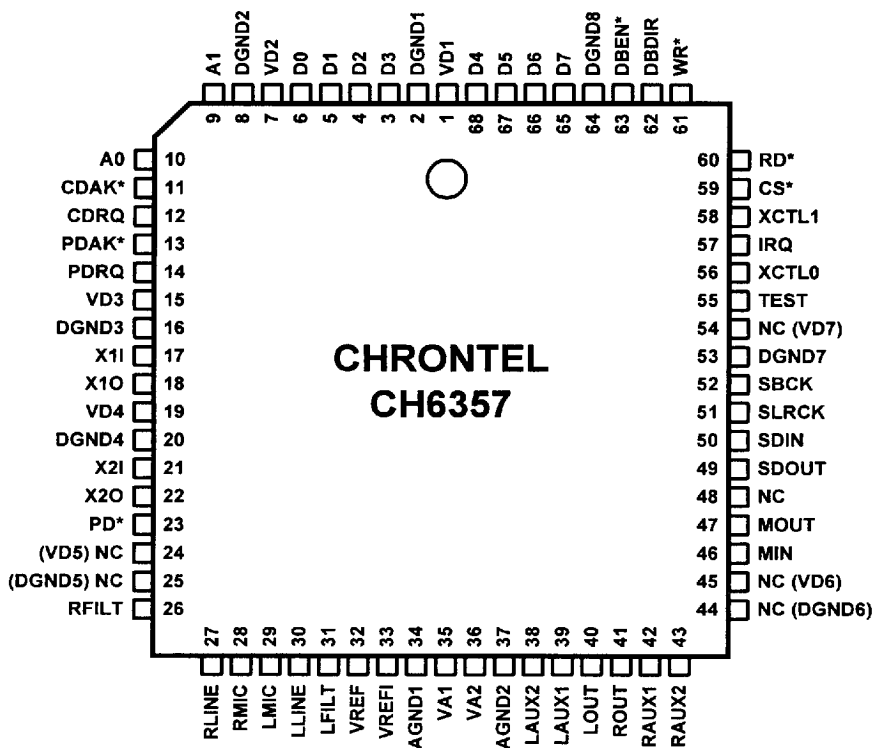 A1
DGND2
VD2
D0
D1
D2
D3
DGND1
VD1
D4
D5
D6
D7
DGND8
DBEN*
DBDIR
WR*
9
8
7
6
5
4
3
2
1
68
67
66
65
64
63
62
61
A0 10
CDAK* 11
CDRQ 12
PDAK* 13
PDRQ 14
VD3 15
DGND3 16
X1I 17
X1O 18
VD4 19
DGND4 20
X2I 21
X2O 22
PD* 23
(VD5) NC 24
(DGND5) NC 25
RFILT 26
CHRONTEL
CH6357
60 RD*
59 CS*
58 XCTL1
57 IRQ
56 XCTL0
55 TEST
54 NC (VD7)
53 DGND7
52 SBCK
51 SLRCK
50 SDIN
49 SDOUT
48 NC
47 MOUT
46 MIN
45 NC (VD6)
44 NC (DGND6)
27
28
29
30
31
32
33
34
35
36
37
38
39
40
41
42
43
RLINE
RMIC
LMIC
LLINE
LFILT
VREF
VREFI
AGND1
VA1
VA2
AGND2
LAUX2
LAUX1
LOUT
ROUT
RAUX1
RAUX2